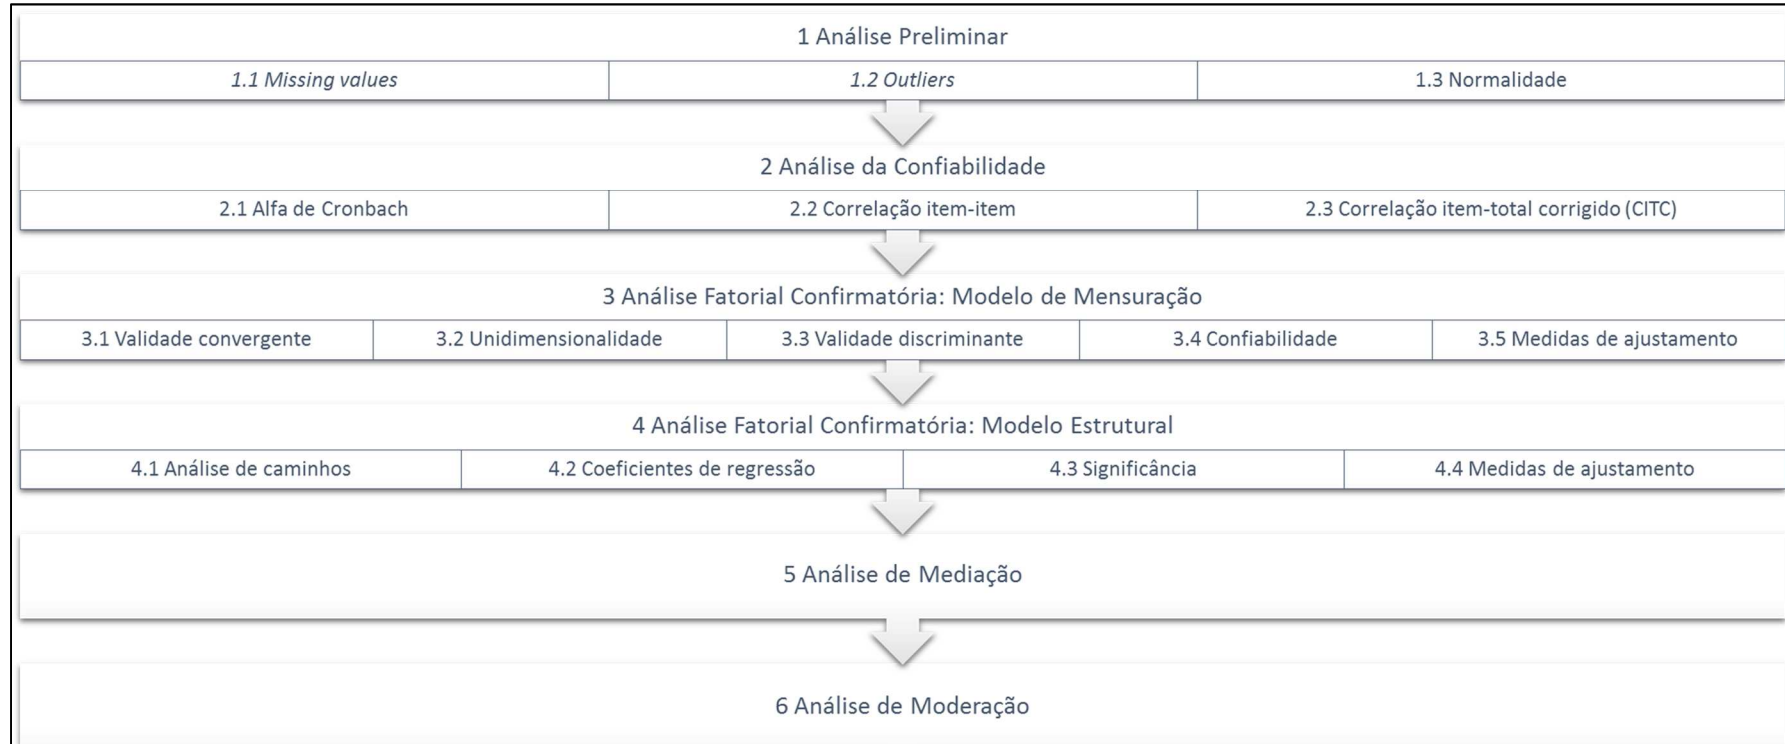 1 Análise Preliminar
1.1 Missing values
1.2 Outliers
1.3 Normalidade
2 Análise da Confiabilidade
2.1 Alfa de Cronbach
2.2 Correlação item-item
2.3 Correlação item-total corrigido (CITC)
3 Análise Fatorial Confirmatória: Modelo de Mensuração
3.1 Validade convergente
3.2 Unidimensionalidade
3.3 Validade discriminante
3.4 Confiabilidade
3.5 Medidas de ajustamento
4 Análise Fatorial Confirmatória: Modelo Estrutural
4.1 Análise de caminhos
4.2 Coeficientes de regressão
4.3 Significância
4.4 Medidas de ajustamento
5 Análise de Mediação
6 Análise de Moderação